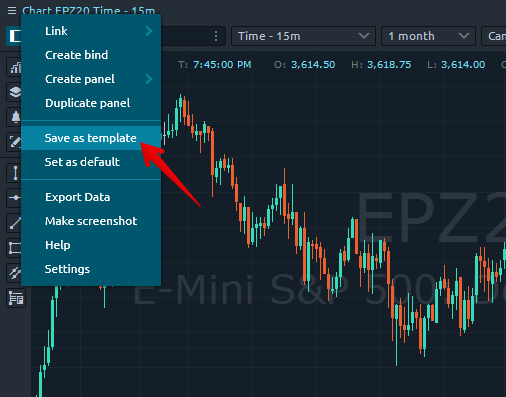 Chart EPZ20 Time - 15m
Time - 15m
1 month
Can
T: 7:45:00 PM O: 3,614.50 H: 3,618.75 L: 3,614.00
Link
Create bind
Create panel
Duplicate panel
Save as template
Set as default
Export Data
Make screenshot
Help
Settings
EPZ2
E-Mini S&P 500 De